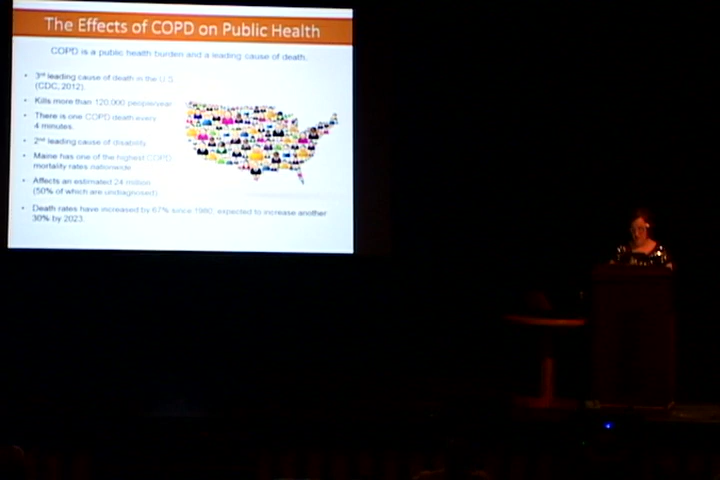 The Effects of COPD on Public Health
COPD is a public health burden and a leading cause of death.
• 3rd leading cause of death in the U.S.
(CDC, 2012).
• Kills more than 120,000 people/year
• There is one COPD death every
4 minutes.
• 2nd leading cause of disability
• Maine has one of the highest COPD
mortality rates nationwide
• Affects an estimated 24 million
(50% of which are undiagnosed)
• Death rates have increased by 67% since 1980, expected to increase another
30% by 2023.